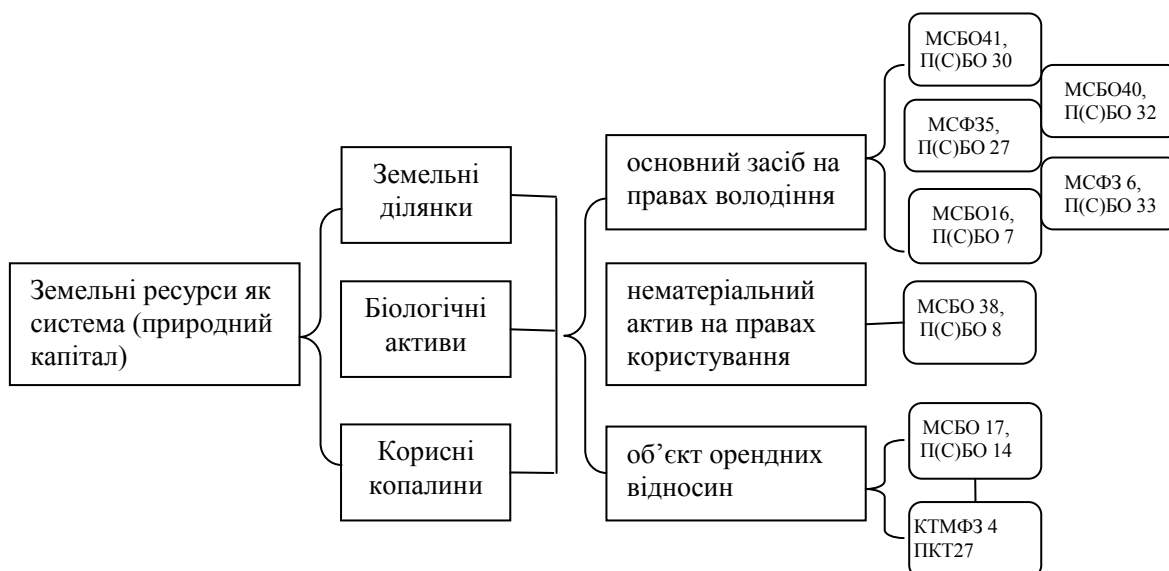 Земельні ресурси як
система (природний
капітал)
Земельні
ділянки
Біологічні
активи
Корисні
копалини
основний засіб на
правах володіння
нематеріальний
актив на правах
користування
об’єкт орендних
відносин
МСБО41,
П(С)БО 30
МСБО40,
П(С)БО 32
МСФЗ5,
П(С)БО 27
МСФЗ 6,
П(С)БО 33
МСБО16,
П(С)БО 7
МСБО 38,
П(С)БО 8
МСБО 17,
П(С)БО 14
КТМФЗ 4
ПКТ27